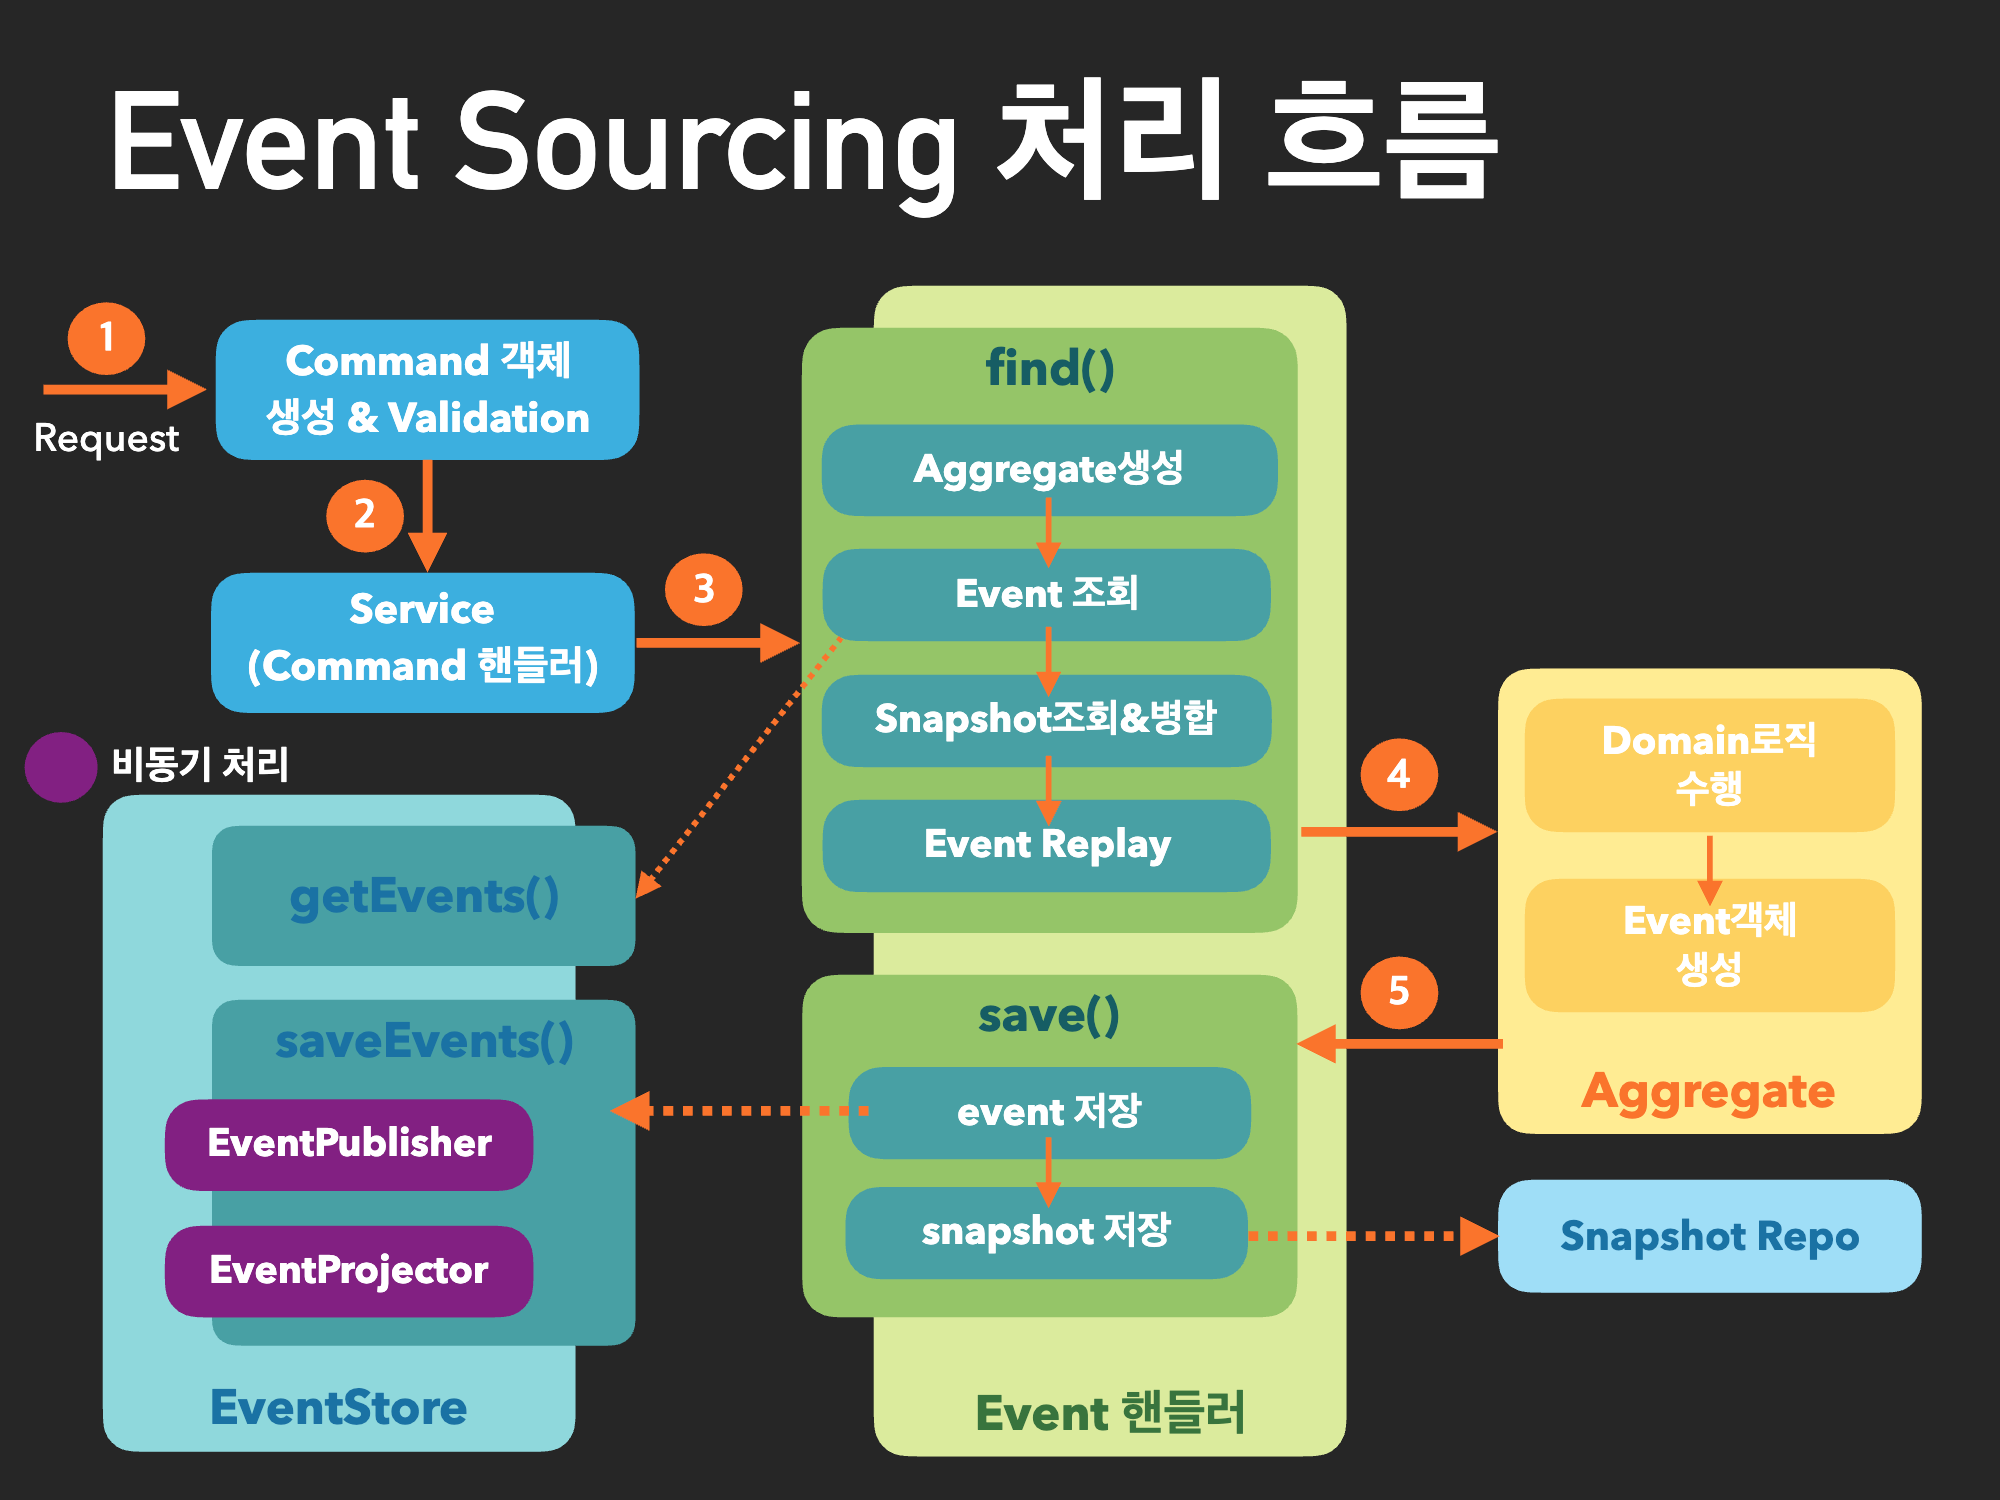 Event Sourcing 처리 흐름
1
Request
Command 객체
생성 & Validation
2
Service
(Command 핸들러)
3
find()
Aggregate생성
Event 조회
Snapshot조회&병합
Event Replay
4
Domain로직
수행
Event객체
생성
Aggregate
5
save()
event 저장
snapshot 저장
Event 핸들러
Snapshot Repo
비동기 처리
getEvents()
saveEvents()
EventPublisher
EventProjector
EventStore